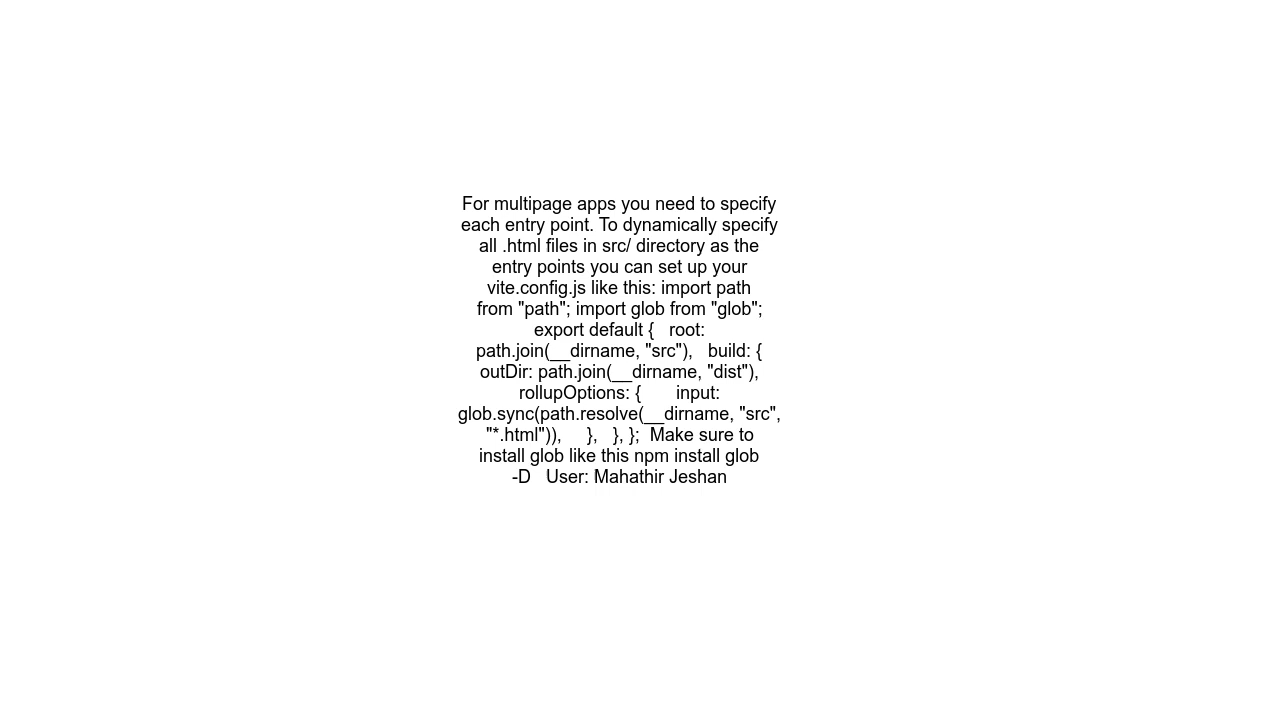 For multipage apps you need to specify
each entry point. To dynamically specify
all .html files in src/ directory as the
entry points you can set up your
vite.config.js like this: import path
from "path"; import glob from "glob";
export default {   root:
path.join(__dirname, "src"),   build: {
outDir: path.join(__dirname, "dist"),
rollupOptions: {       input:
glob.sync(path.resolve(__dirname, "src",
"*.html")),     },   }, };  Make sure to
install glob like this npm install glob
-D   User: Mahathir Jeshan